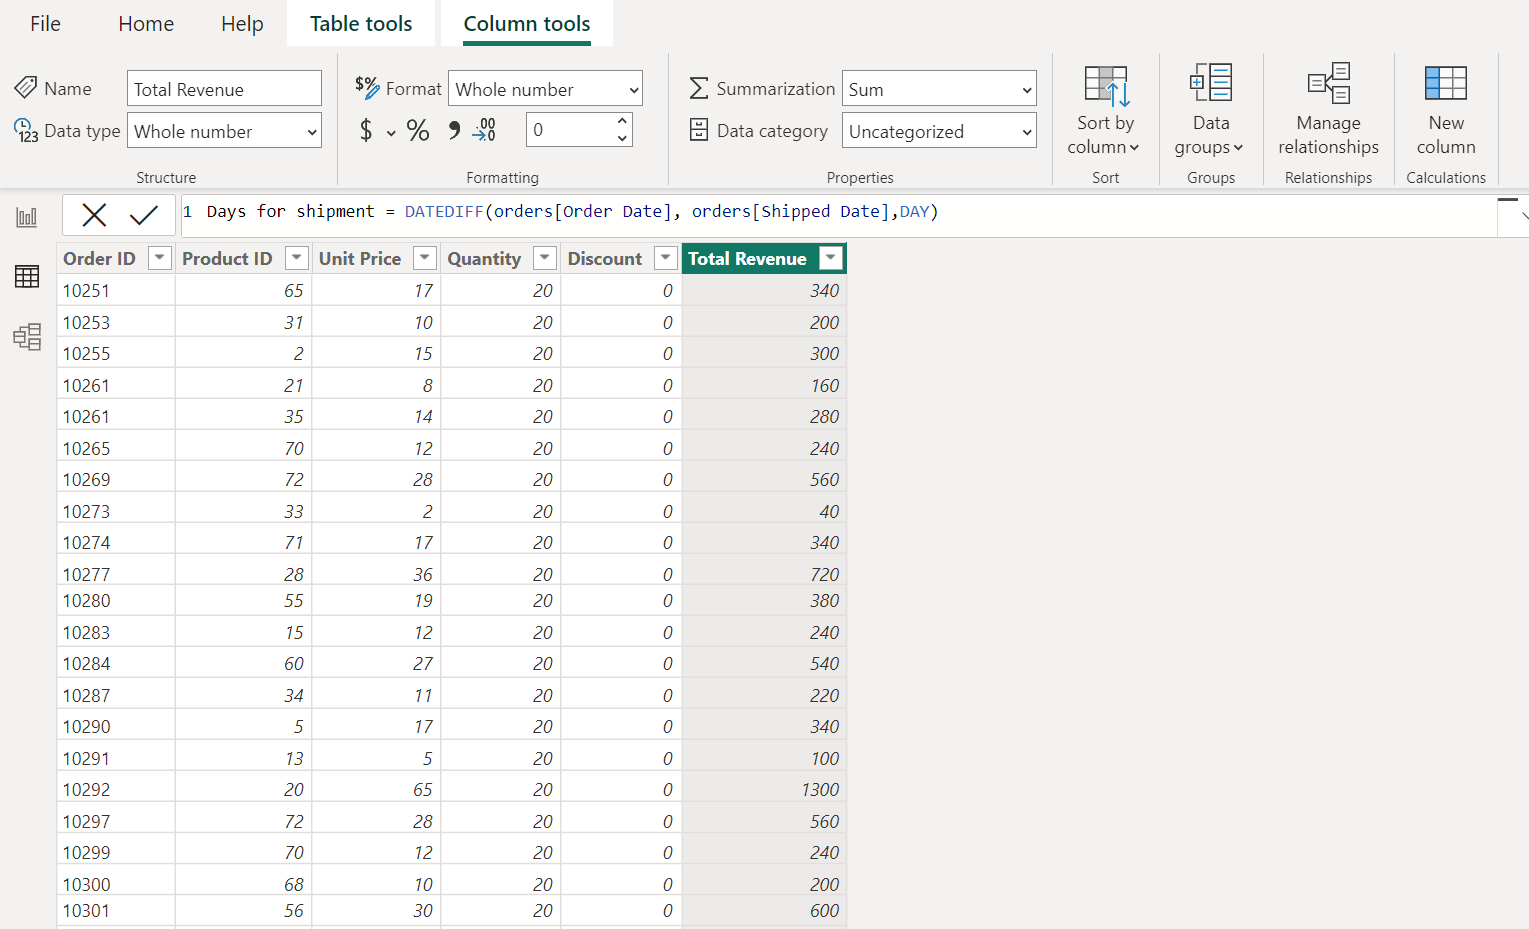 File Home Help Table tools Column tools
Name Total Revenue
Data type Whole number
Structure
$% Format Whole number
$ % , .00 0
Formatting
Summarization Sum
Data category Uncategorized
Properties
Sort by
column
Sort
Data
groups
Groups
Manage
relationships
Relationships
New
column
Calculations
1 Days for shipment = DATEDIFF(orders[Order Date], orders[Shipped Date],DAY)
Order ID Product ID Unit Price Quantity Discount Total Revenue
10251 65 17 20 0 340
10253 31 10 20 0 200
10255 2 15 20 0 300
10261 21 8 20 0 160
10261 35 14 20 0 280
10265 70 12 20 0 240
10269 72 28 20 0 560
10273 33 2 20 0 40
10274 71 17 20 0 340
10277 28 36 20 0 720
10280 55 19 20 0 380
10283 15 12 20 0 240
10284 60 27 20 0 540
10287 34 11 20 0 220
10290 5 17 20 0 340
10291 13 5 20 0 100
10292 20 65 20 0 1300
10297 72 28 20 0 560
10299 70 12 20 0 240
10300 68 10 20 0 200
10301 56 30 20 0 600